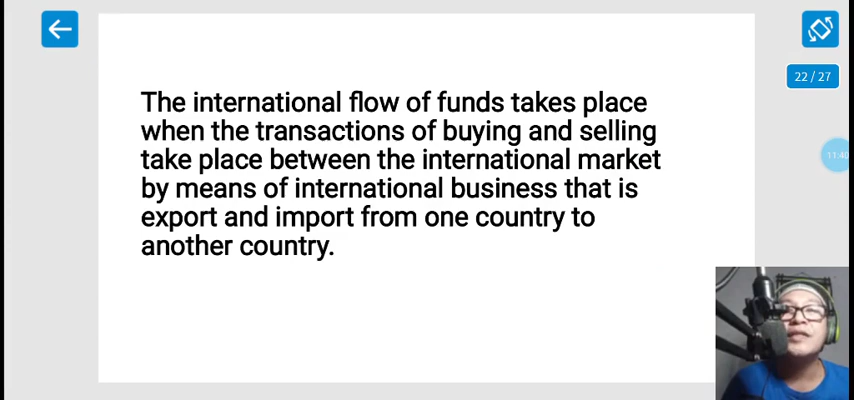 22 / 27
The international flow of funds takes place
when the transactions of buying and selling
take place between the international market
by means of international business that is
export and import from one country to
another country.
11:40